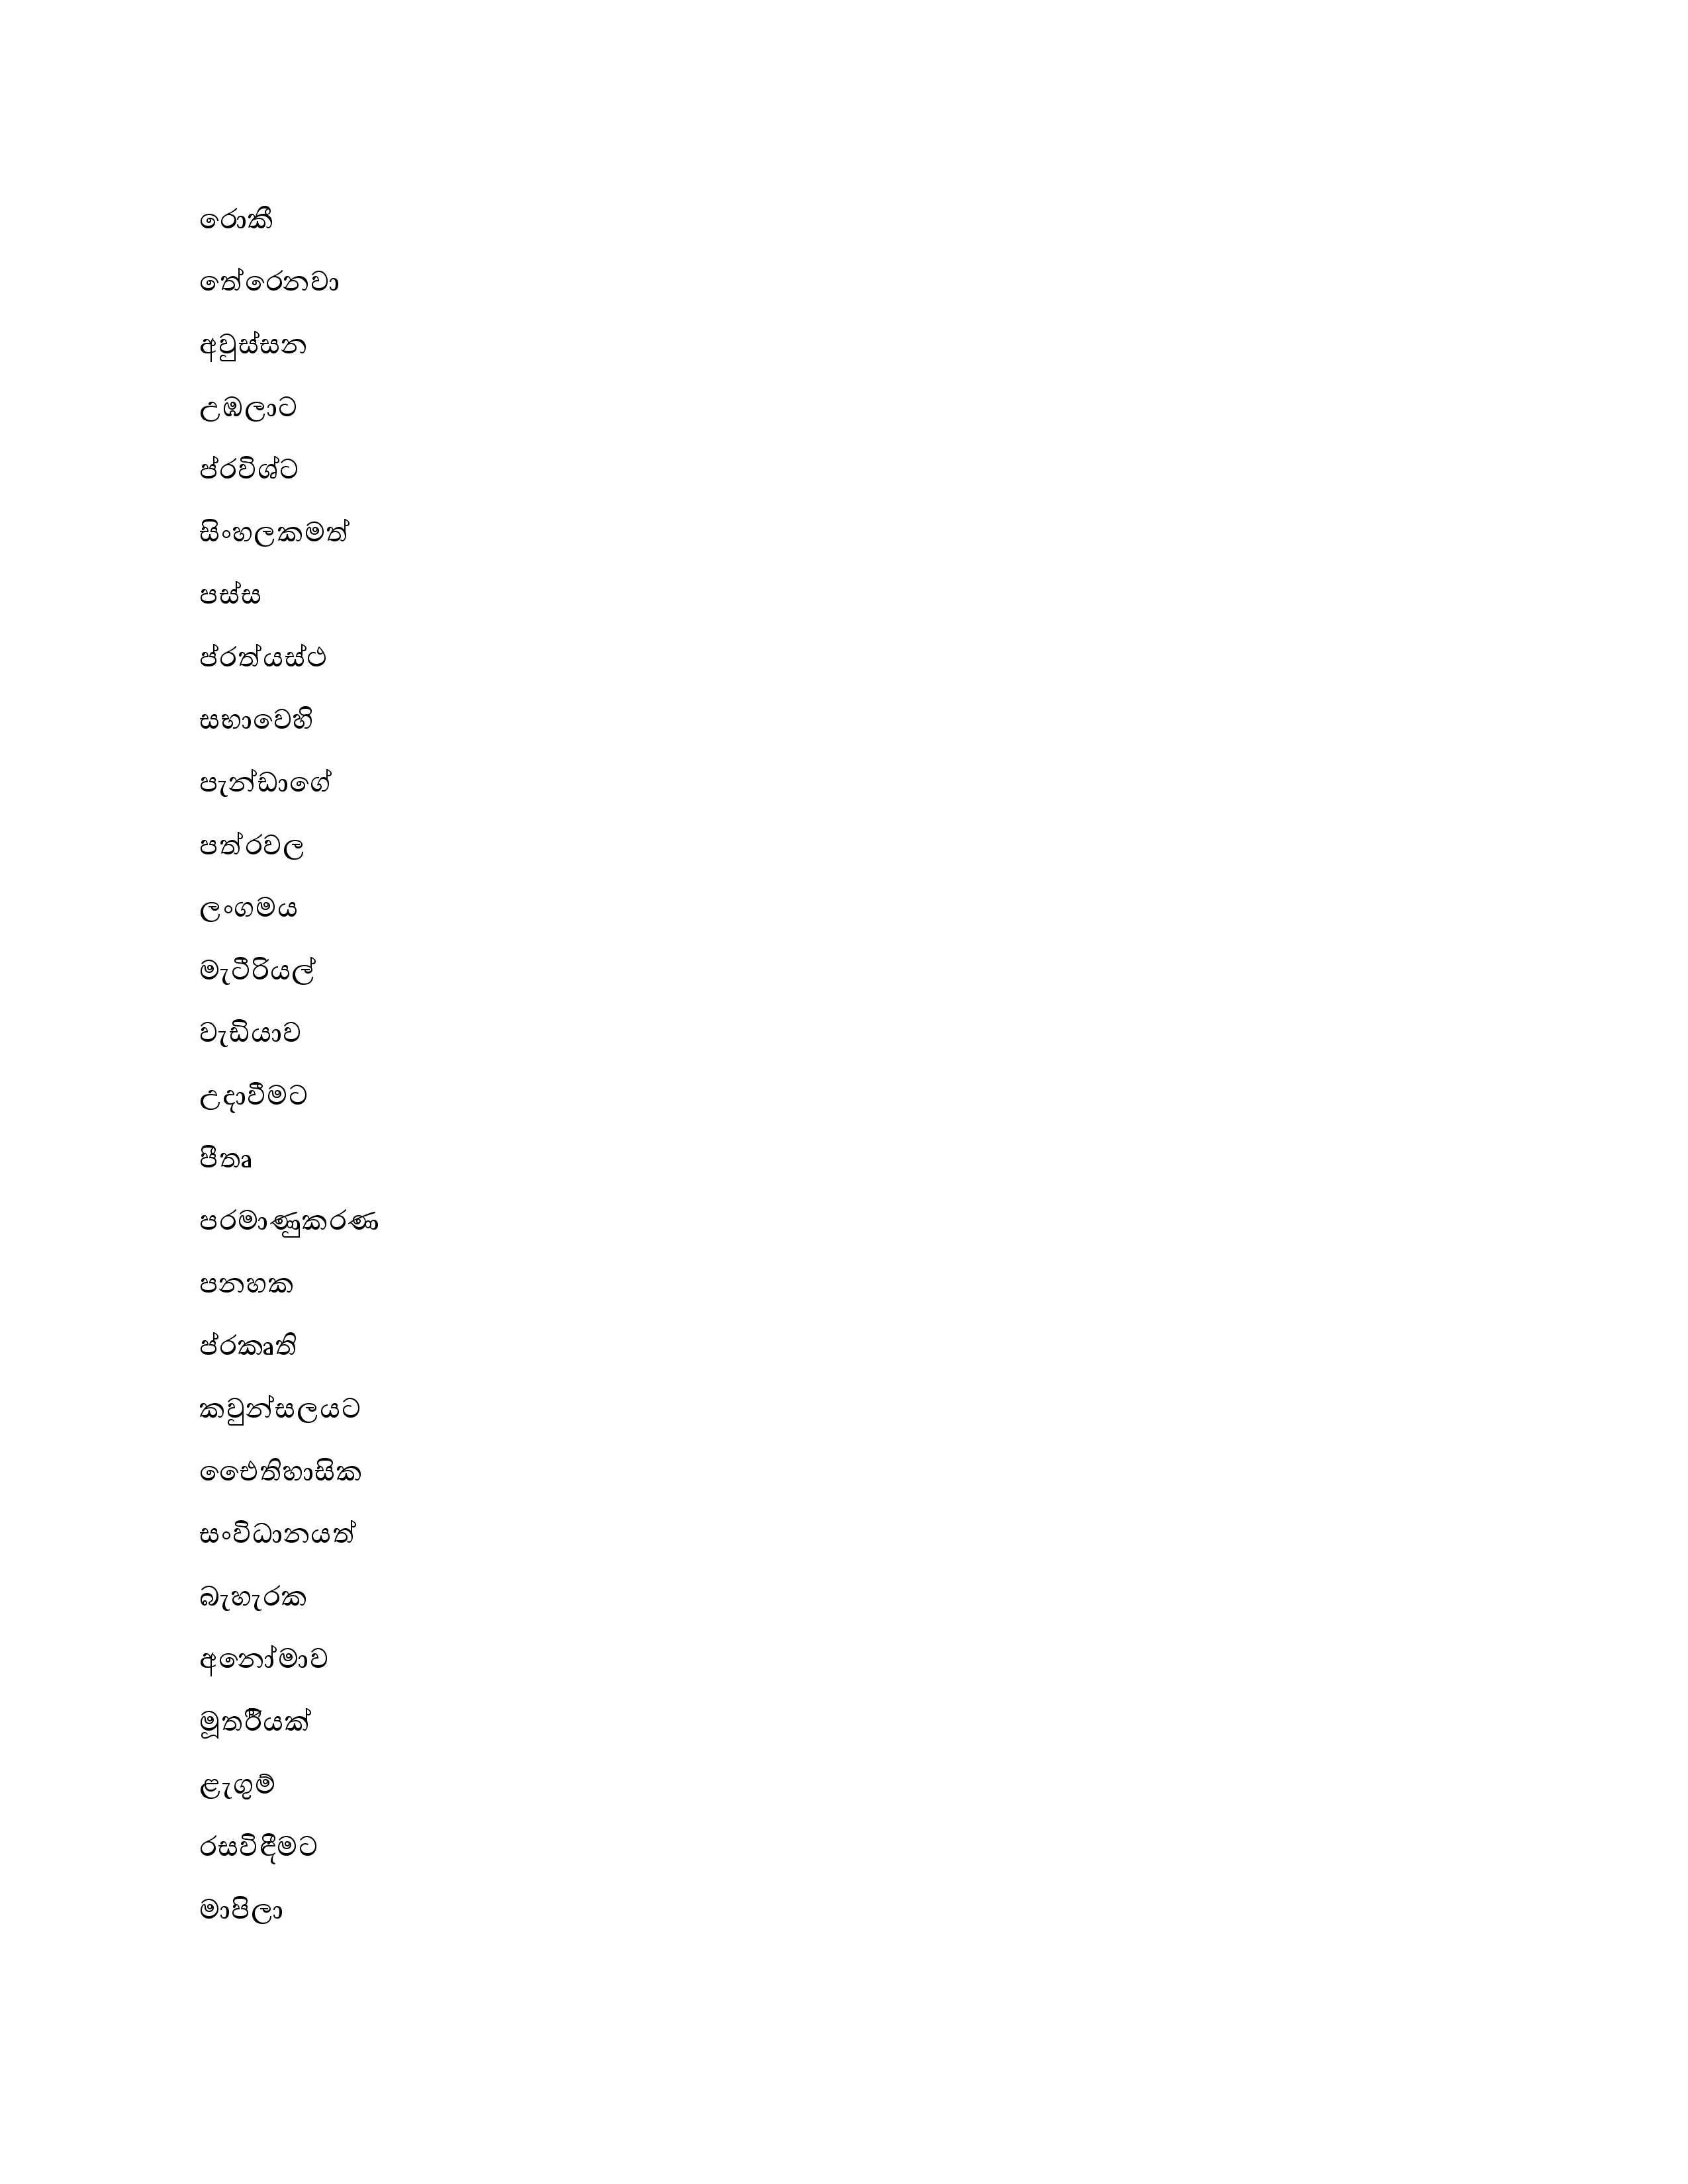 රොකී
තේරෙනවා
අවුස්සන
උඹලාට
ප්රවිශ්ට
සිංහලකමත්
පස්ස
ප්රත්යස්ථ
සභාවෙහි
පැන්ඩාගේ
පත්රවල
ලංගමය
මැටීරියල්
වැඩියාව
උදාවීමට
පීතෘ
පරමාණුකරණ
පනහක
ප්රකෘති
කවුන්සලයට
ඓෙතිහාසික
සංවිධානයත්
බැහැරක
අනෝමාව
මූතර්‍යක්
ළැගුම්
රසවිඳීමට
මාපිලා